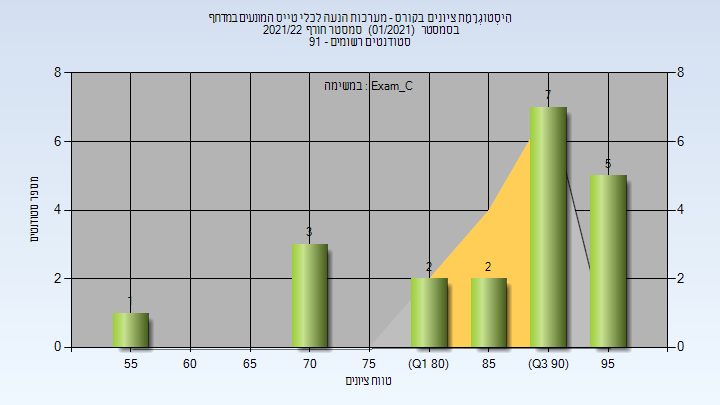 היסטוגְרָמַת ציונים בקורס - מערכות הנעה לכלי טייס המונעים במדחף
בסמסטר (01/2021) סמסטר חורף 2021/22
סטודנטים רשומים - 91
במשימה : Exam_C
8 8
7
6 6
5
4 4
3
2 2
2 2
1
0 0
מספר סטודנטים
55 60 65 70 75 (Q1 80) 85 (Q3 90) 95
טווח ציונים